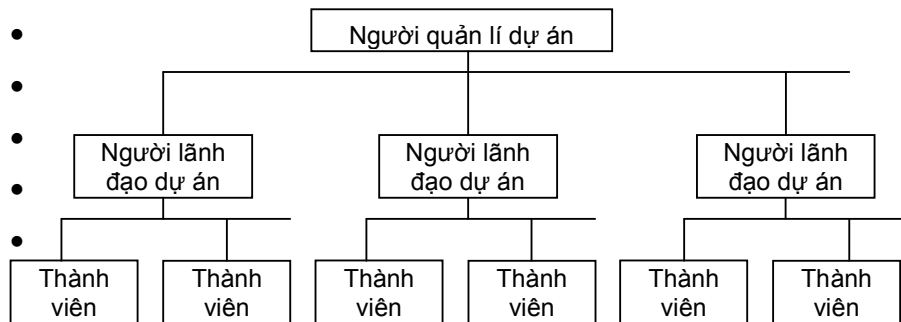 Người quản lí dự án
Người lãnh
đạo dự án
Người lãnh
đạo dự án
Người lãnh
đạo dự án
Thành
viên
Thành
viên
Thành
viên
Thành
viên
Thành
viên
Thành
viên